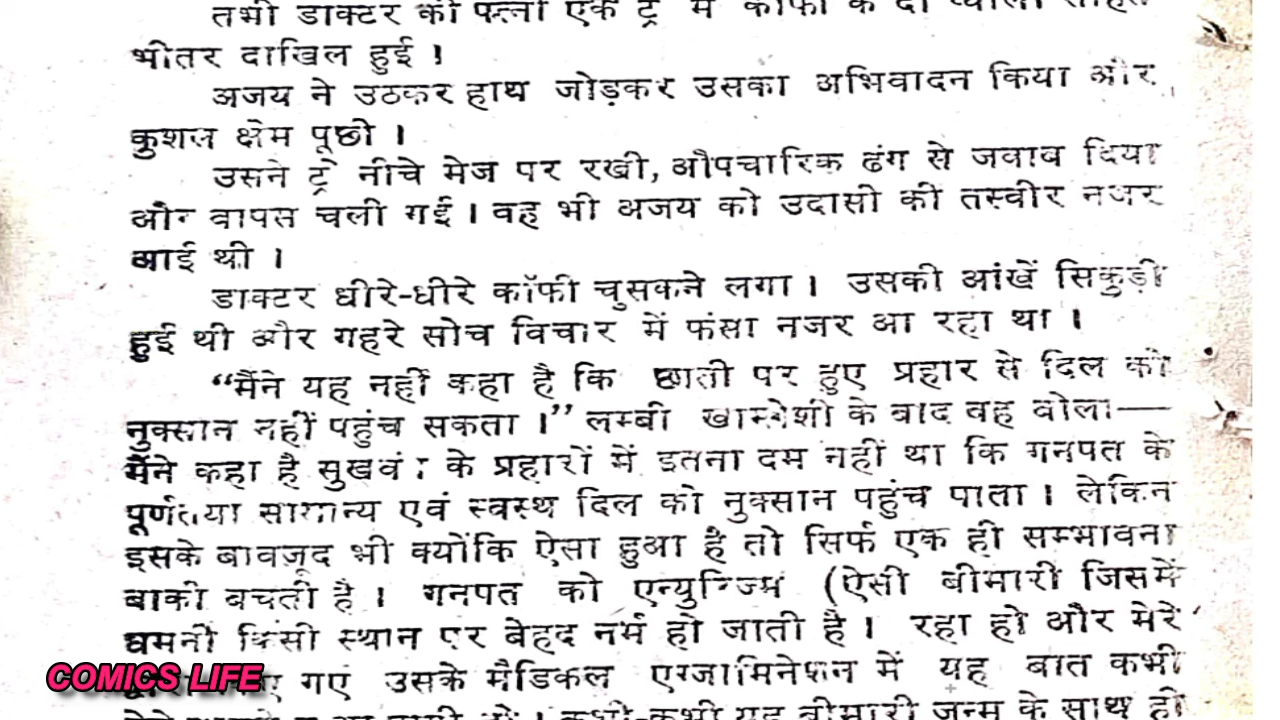 तभी डाक्टर की पत्नी एक ट्रे में काफी के दो
भीतर दाखिल हुई ।
अजय ने उठकर हाथ जोड़कर उसका अभिवादन किया और
कुशल क्षेम पूछी ।
उसने ट्रे नीचे मेज पर रखी, औपचारिक ढंग से जवाब दिया
और वापस चली गई । वह भी अजय को उदासी की तस्वीर नजर
आई थी ।
डाक्टर धीरे-धीरे कॉफी चुसकने लगा । उसकी आंखें सिकुड़ी
हुई थी और गहरे सोच विचार में फंसा नजर आ रहा था ।
“मैंने यह नहीं कहा है कि छाती पर हुए प्रहार से दिल को
नुक्सान नहीं पहुंच सकता ।” लम्बी खामोशी के बाद वह बोला—
मैंने कहा है के प्रहारों में इतना दम नहीं था कि गनपत के
पूर्णतया सामान्य एवं स्वस्थ दिल को नुक्सान पहुंच पाता । लेकिन
इसके बावजूद भी क्योंकि ऐसा हुआ है तो सिर्फ एक ही सम्भावना
बाकी बचती है । गनपत को (ऐसी बीमारी जिसमें
धमनी किसी स्थान पर बेहद नर्म हो जाती है । रहा हो और मेरे
गए उसके मैडिकल एग्जामिनेशन में यह बात कभी
कभी-कभी यह बीमारी जन्म के साथ ही
COMICS LIFE